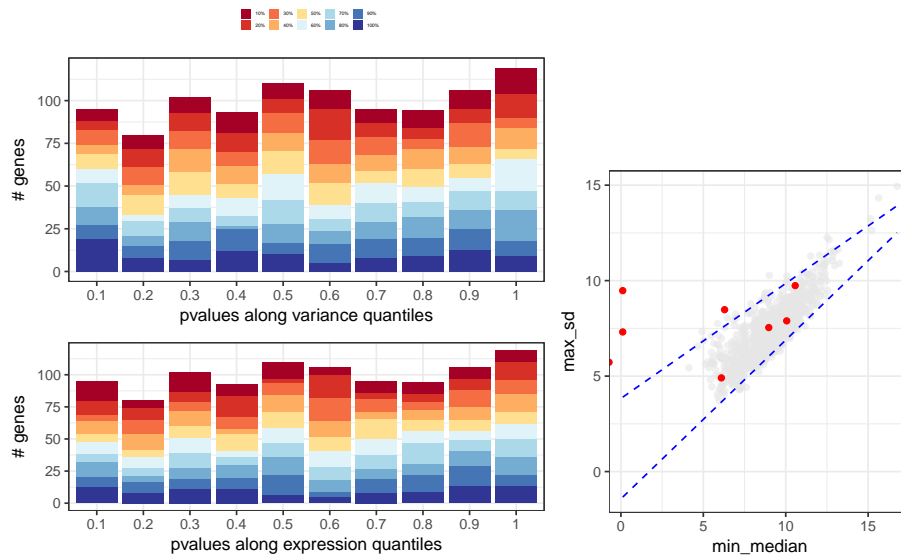 10% 30% 50% 70% 90%
20% 40% 60% 80% 100%
# genes
100
75
50
25
0
0.1 0.2 0.3 0.4 0.5 0.6 0.7 0.8 0.9 1
pvalues along variance quantiles
# genes
100
75
50
25
0
0.1 0.2 0.3 0.4 0.5 0.6 0.7 0.8 0.9 1
pvalues along expression quantiles
max_sd
15
10
5
0
0 5 10 15
min_median